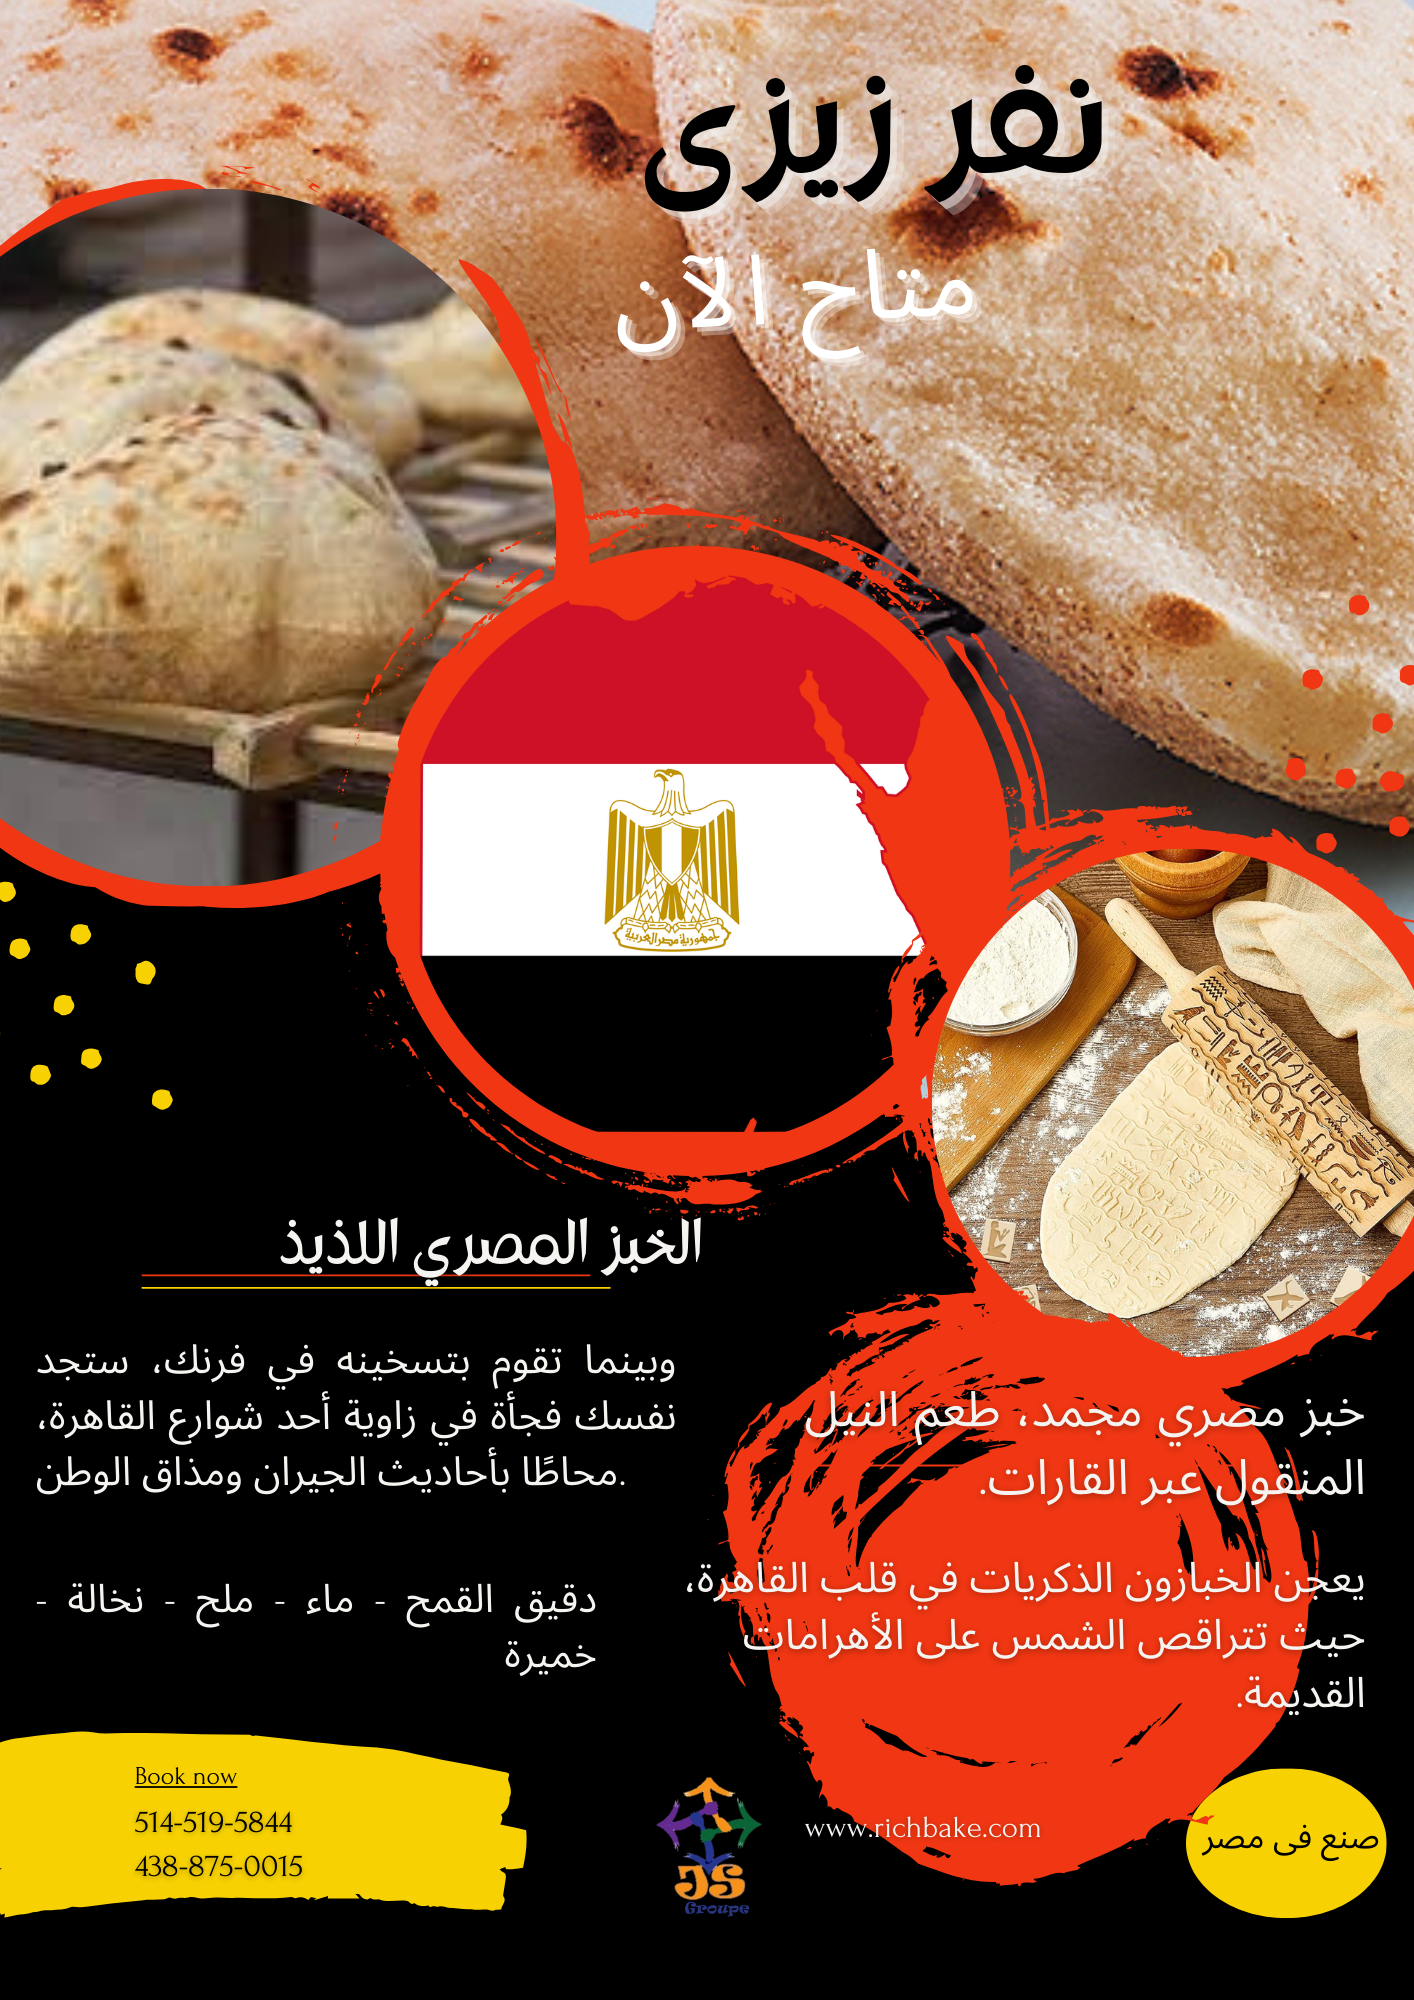 نفر زيزى
متاح الآن
جمهورية مصر العربية
الخبز المصري اللذيذ
وبينما تقوم بتسخينه في فرنك، ستجد
نفسك فجأة في زاوية أحد شوارع القاهرة،
محاطًا بأحاديث الجيران ومذاق الوطن.
دقيق القمح - ماء - ملح - نخالة -
خميرة
خبز مصري مجمد، طعم النيل
المنقول عبر القارات.
يعجن الخبازون الذكريات في قلب القاهرة،
حيث تتراقص الشمس على الأهرامات
القديمة.
Book now
514-519-5844
438-875-0015
JS
Groupe
www.richbake.com
صنع فى مصر